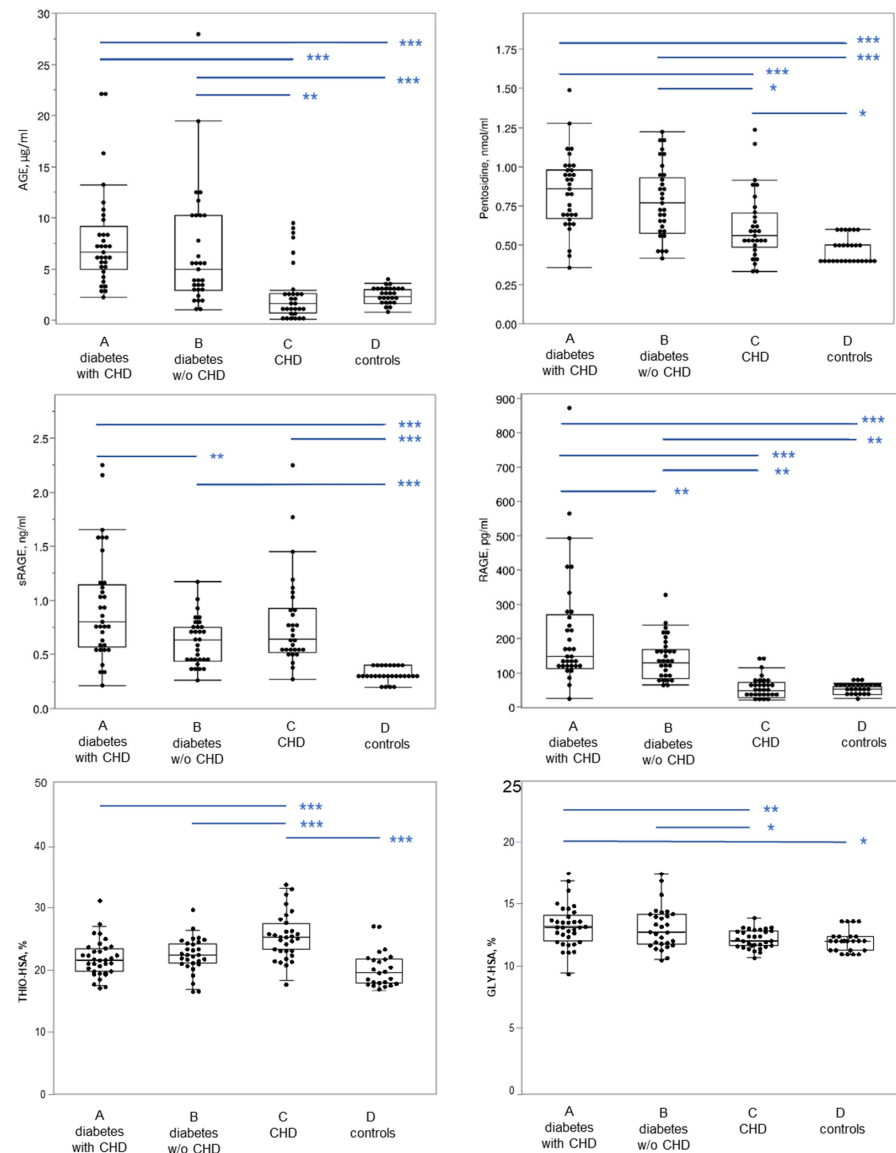 30
25
20
15
10
5
0
AGE, µg/ml
***
***
***
**
A
diabetes
with CHD
B
diabetes
w/o CHD
C
CHD
D
controls
1.75
1.50
1.25
1.00
0.75
0.50
0.25
0.00
Pentosidine, nmol/ml
***
***
***
*
*
A
diabetes
with CHD
B
diabetes
w/o CHD
C
CHD
D
controls
2.5
2.0
1.5
1.0
0.5
0.0
sRAGE, ng/ml
***
***
**
***
A
diabetes
with CHD
B
diabetes
w/o CHD
C
CHD
D
controls
900
800
700
600
500
400
300
200
100
0
RAGE, pg/ml
***
**
***
**
**
A
diabetes
with CHD
B
diabetes
w/o CHD
C
CHD
D
controls
50
40
30
20
10
0
THIO-HSA, %
***
***
***
A
diabetes
with CHD
B
diabetes
w/o CHD
C
CHD
D
controls
25
20
15
10
5
0
GLY-HSA, %
**
*
*
A
diabetes
with CHD
B
diabetes
w/o CHD
C
CHD
D
controls